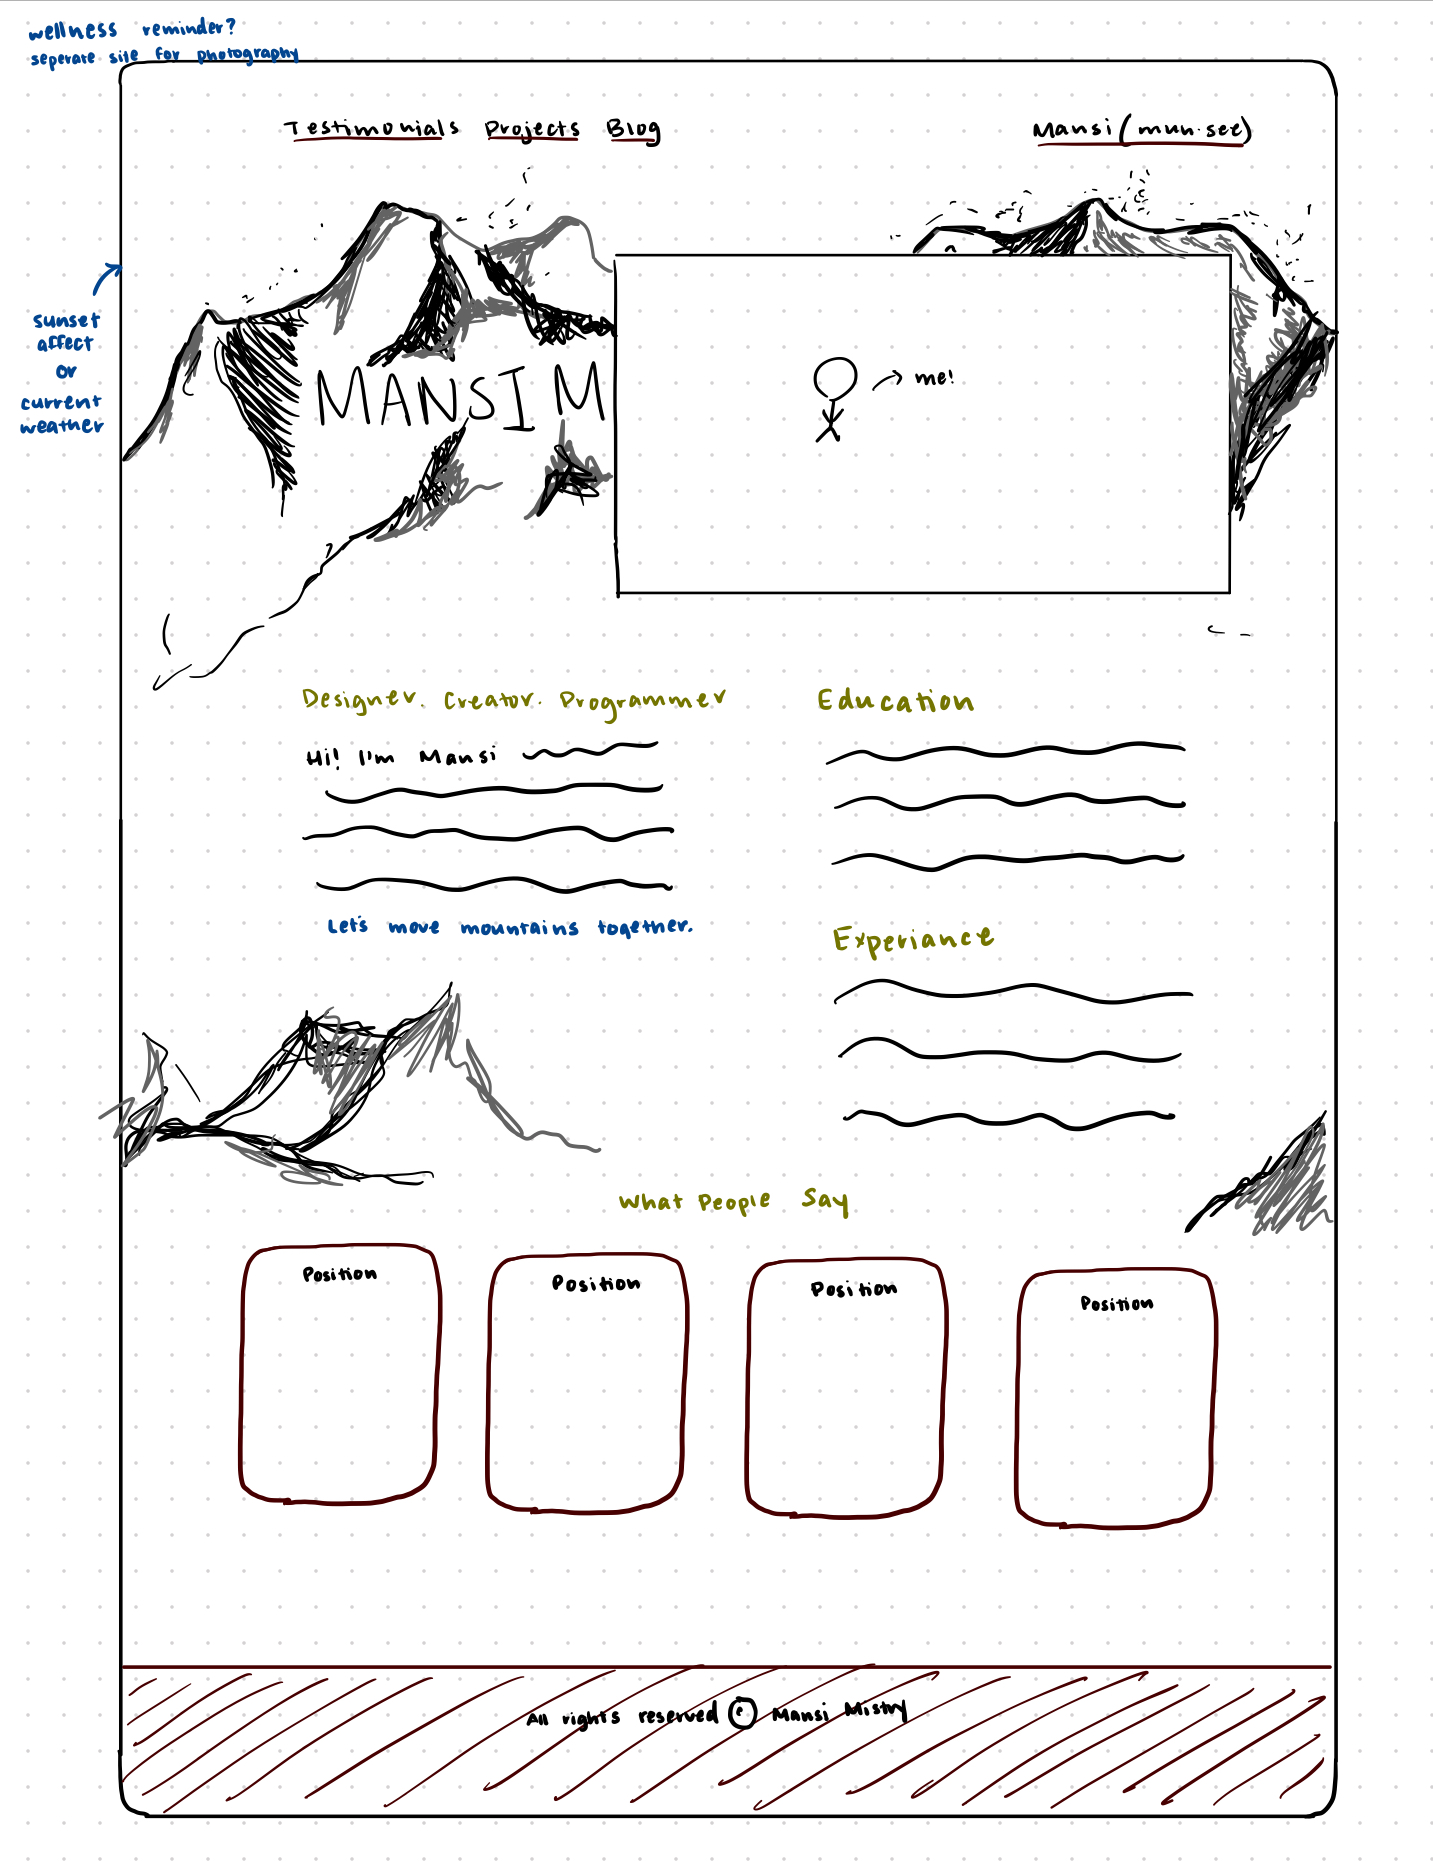 wellness reminder?
seperate site for photography
Testimonials Projects Blog
Mansi (mun·see)
sunset
affect
or
current
weather
MANSI M
me!
Designer. Creator. Programmer
Hi! I'm Mansi
Let's move mountains together.
Education
Experiance
What People Say
Position
Position
Position
Position
All rights reserved © Mansi Mistry